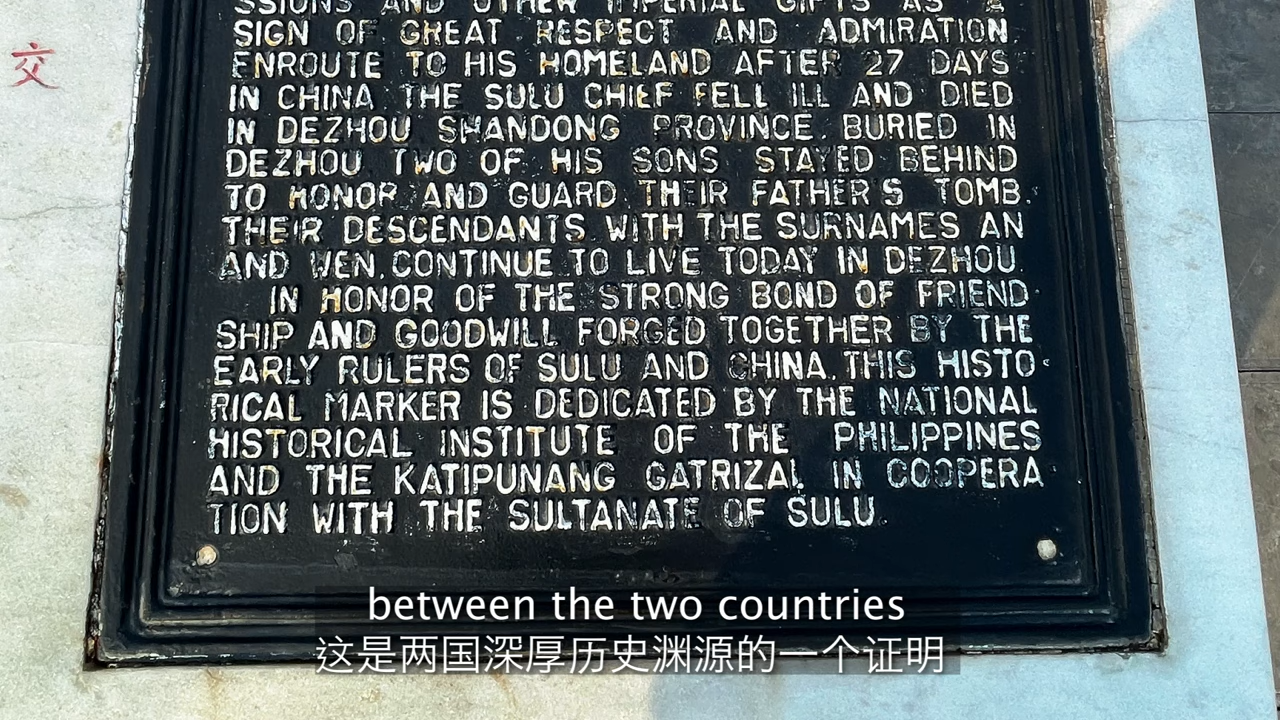 SSIONS AND OTHER IMPERIAL GIFTS AS A
SIGN OF GREAT RESPECT AND ADMIRATION.
ENROUTE TO HIS HOMELAND AFTER 27 DAYS
IN CHINA THE SULU CHIEF FELL ILL AND DIED
IN DEZHOU SHANDONG PROVINCE. BURIED IN
DEZHOU, TWO OF HIS SONS STAYED BEHIND
TO HONOR AND GUARD THEIR FATHER'S TOMB.
THEIR DESCENDANTS WITH THE SURNAMES AN
AND WEN, CONTINUE TO LIVE TODAY IN DEZHOU.
IN HONOR OF THE STRONG BOND OF FRIEND-
SHIP AND GOODWILL FORGED TOGETHER BY THE
EARLY RULERS OF SULU AND CHINA, THIS HISTO-
RICAL MARKER IS DEDICATED BY THE NATIONAL
HISTORICAL INSTITUTE OF THE PHILIPPINES
AND THE KATIPUNANG GATRIZAL IN COOPERA-
TION WITH THE SULTANATE OF SULU.
交
between the two countries
这是两国深厚历史渊源的一个证明